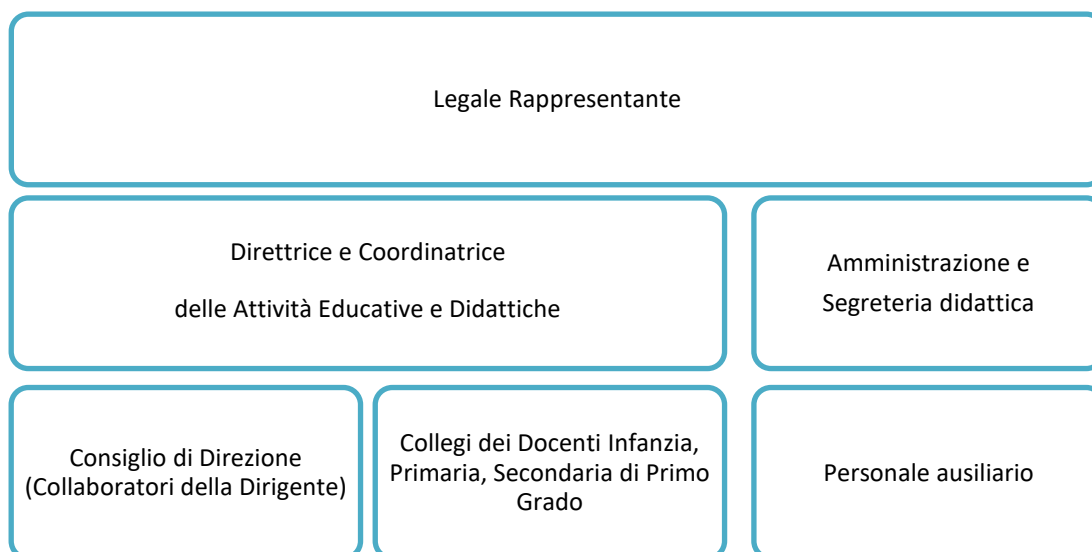 Legale Rappresentante
Direttrice e Coordinatrice
delle Attività Educative e Didattiche
Amministrazione e
Segreteria didattica
Consiglio di Direzione
(Collaboratori della Dirigente)
Collegi dei Docenti Infanzia,
Primaria, Secondaria di Primo
Grado
Personale ausiliario